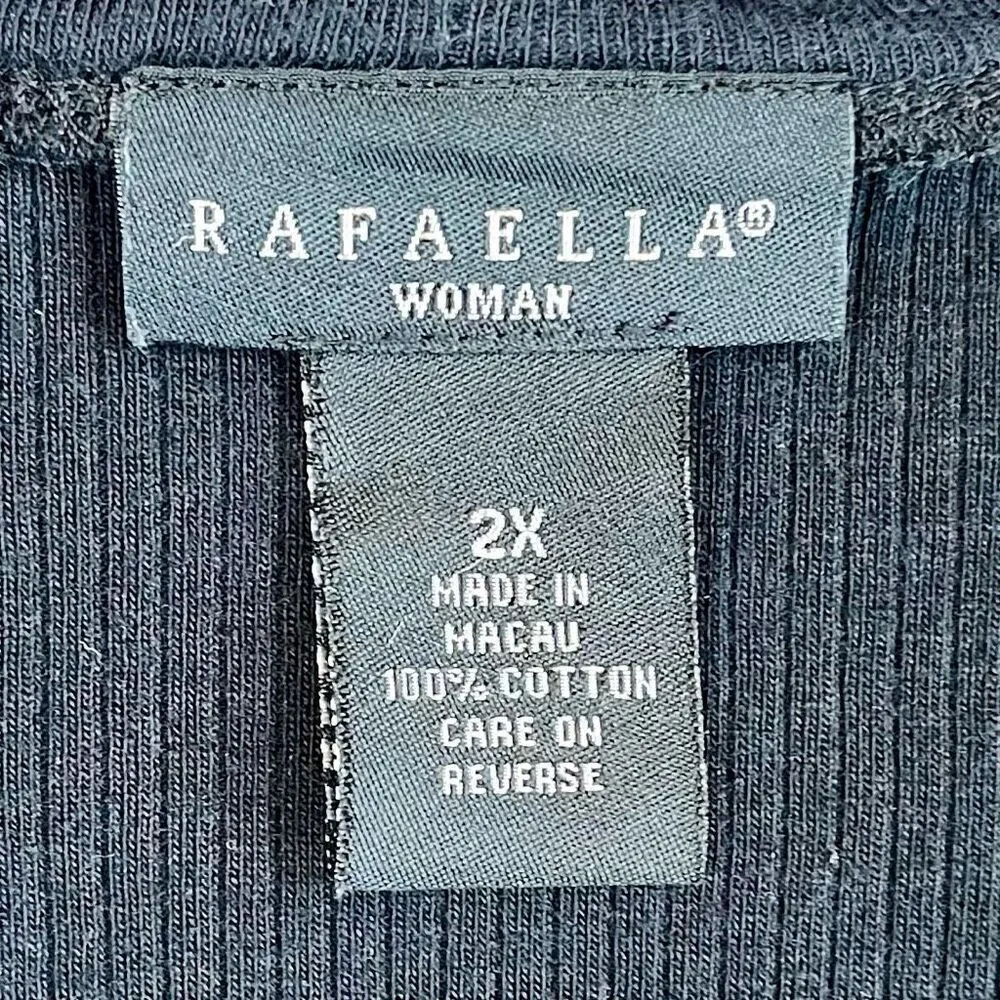 RAFAELLA®
WOMAN
2X
MADE IN
MACAU
100% COTTON
CARE ON
REVERSE